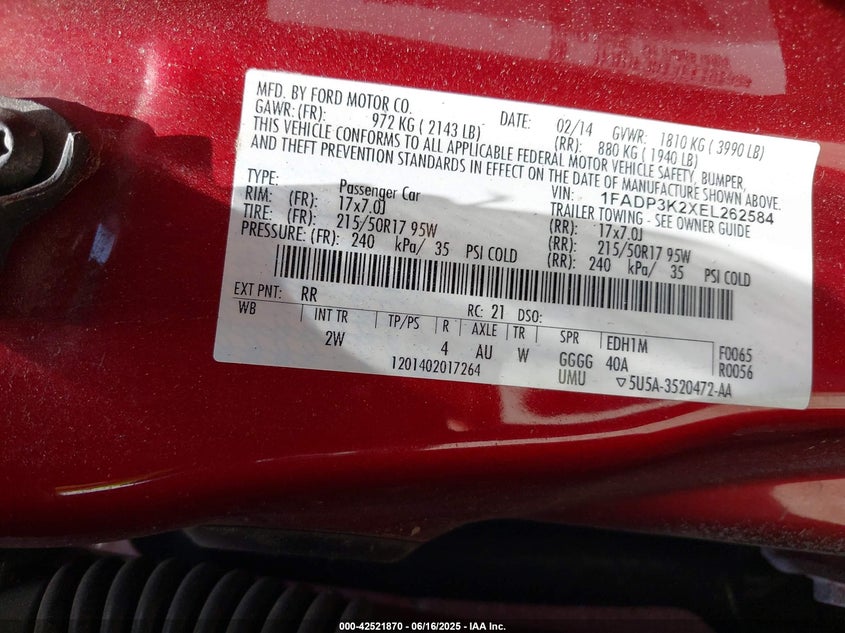 MFD. BY FORD MOTOR CO. DATE: 02/14 GVWR: 1810 KG ( 3990 LB)
GAWR: (FR): 972 KG ( 2143 LB) (RR): 880 KG ( 1940 LB)
THIS VEHICLE CONFORMS TO ALL APPLICABLE FEDERAL MOTOR VEHICLE SAFETY, BUMPER,
AND THEFT PREVENTION STANDARDS IN EFFECT ON THE DATE OF MANUFACTURE SHOWN ABOVE.
VIN: 1FADP3K2XEL262584
TYPE: Passenger Car TRAILER TOWING - SEE OWNER GUIDE
RIM: (FR): 17x7.0J (RR): 17x7.0J
TIRE: (FR): 215/50R17 95W (RR): 215/50R17 95W
PRESSURE: (FR): 240 kPa/ 35 PSI COLD (RR): 240 kPa/ 35 PSI COLD
EXT PNT: RR RC: 21 DSO:
WB INT TR TP/PS R AXLE TR SPR EDH1M F0065
2W 4 AU W GGGG 40A R0056
1201402017264 UMU ▽5U5A-3520472-AA
000-42521870 - 06/16/2025 - IAA Inc.